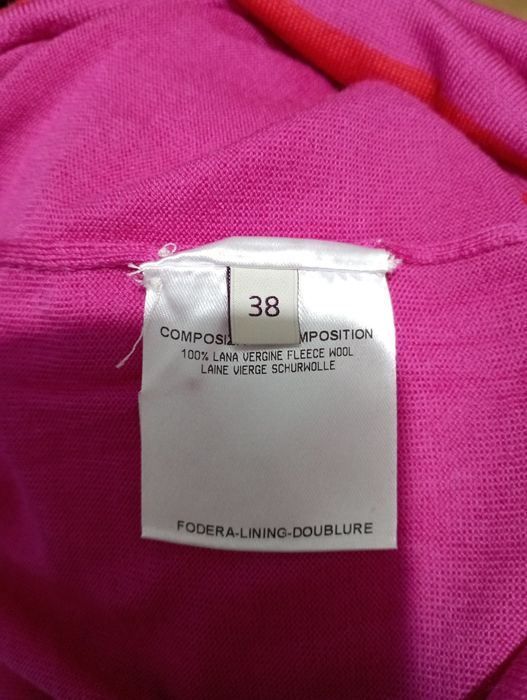 38
COMPOSIZ MPOSITION
100% LANA VERGINE FLEECE WOOL
LAINE VIERGE SCHURWOLLE
FODERA-LINING-DOUBLURE